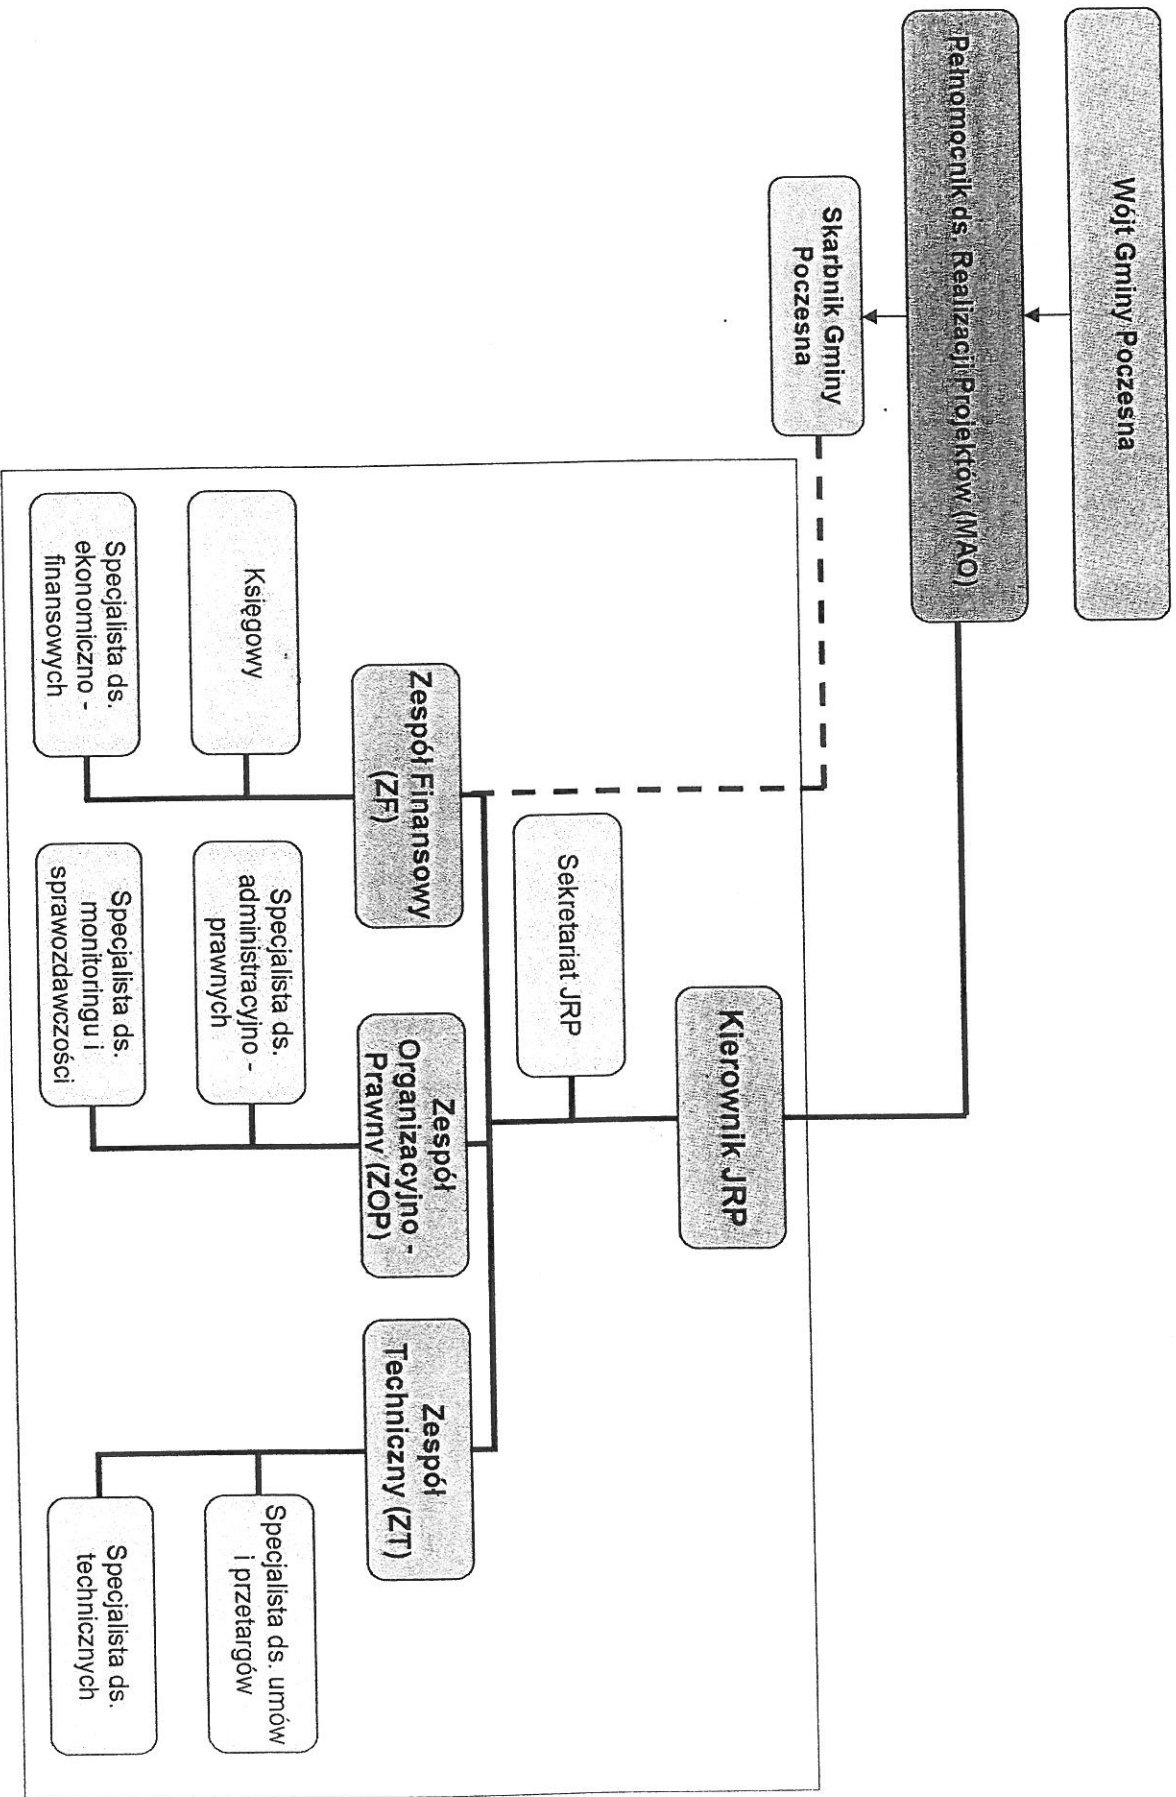 Wójt Gminy Poczesna
Pełnomocnik ds. Realizacji Projektów (MAO)
Skarbnik Gminy
Poczesna
Kierownik JRP
Sekretariat JRP
Zespół Finansowy
(ZF)
Zespół
Organizacyjno -
Prawny (ZOP)
Zespół
Techniczny (ZT)
Księgowy
Specjalista ds.
administracyjno -
prawnych
Specjalista ds. umów
i przetargów
Specjalista ds.
ekonomiczno -
finansowych
Specjalista ds.
monitoringu i
sprawozdawczości
Specjalista ds.
technicznych